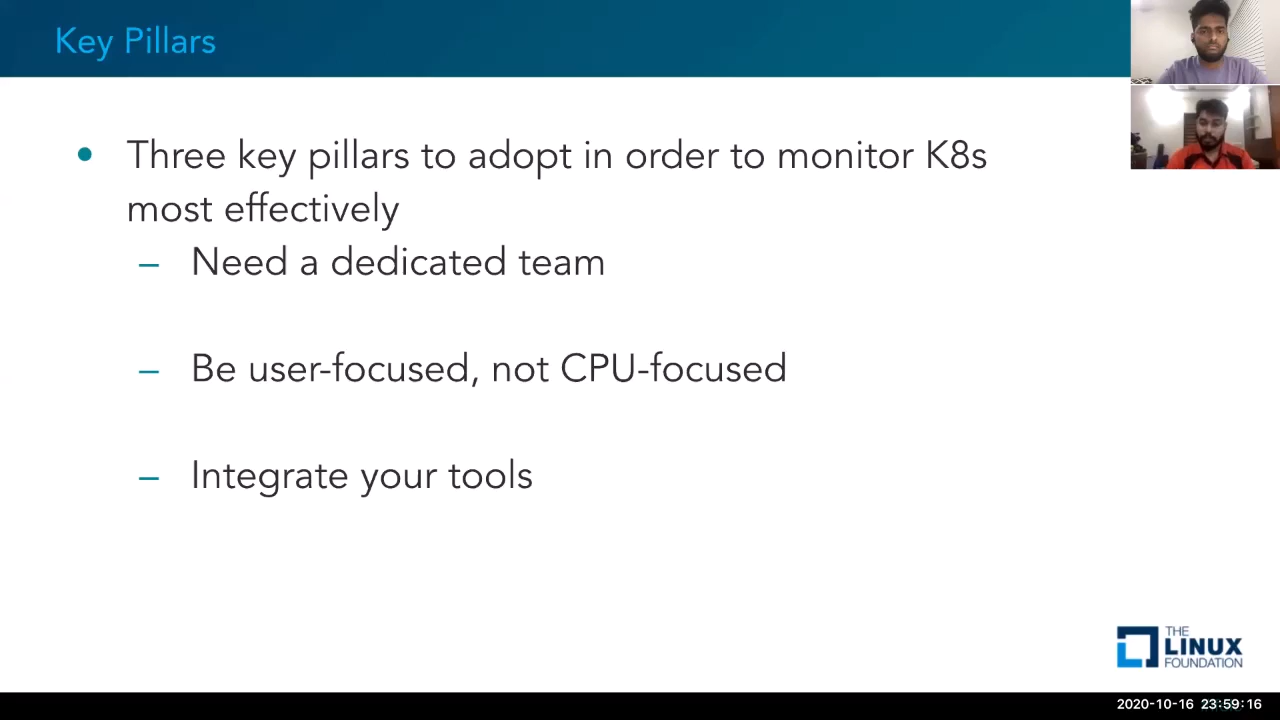 Key Pillars
• Three key pillars to adopt in order to monitor K8s
most effectively
– Need a dedicated team
– Be user-focused, not CPU-focused
– Integrate your tools
THE
LINUX
FOUNDATION
2020-10-16 23:59:16